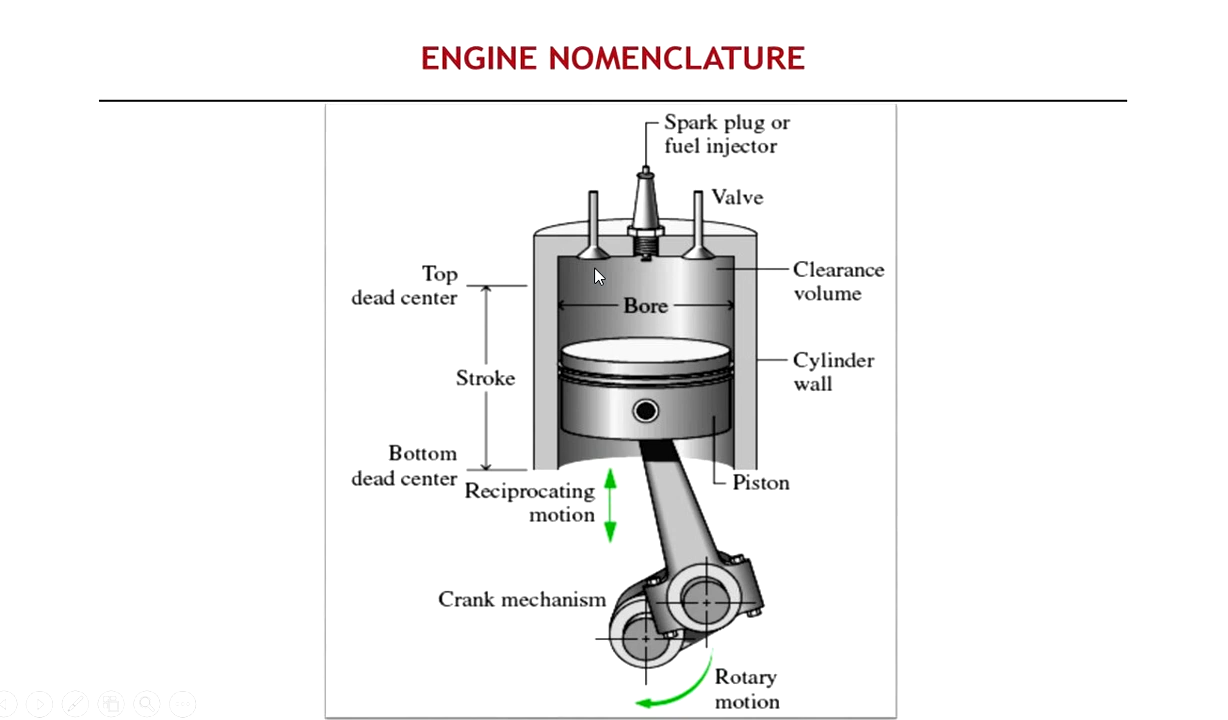 ENGINE NOMENCLATURE
Spark plug or
fuel injector
Valve
Top
dead center
Clearance
volume
Bore
Cylinder
wall
Stroke
Bottom
dead center
Piston
Reciprocating
motion
Crank mechanism
Rotary
motion